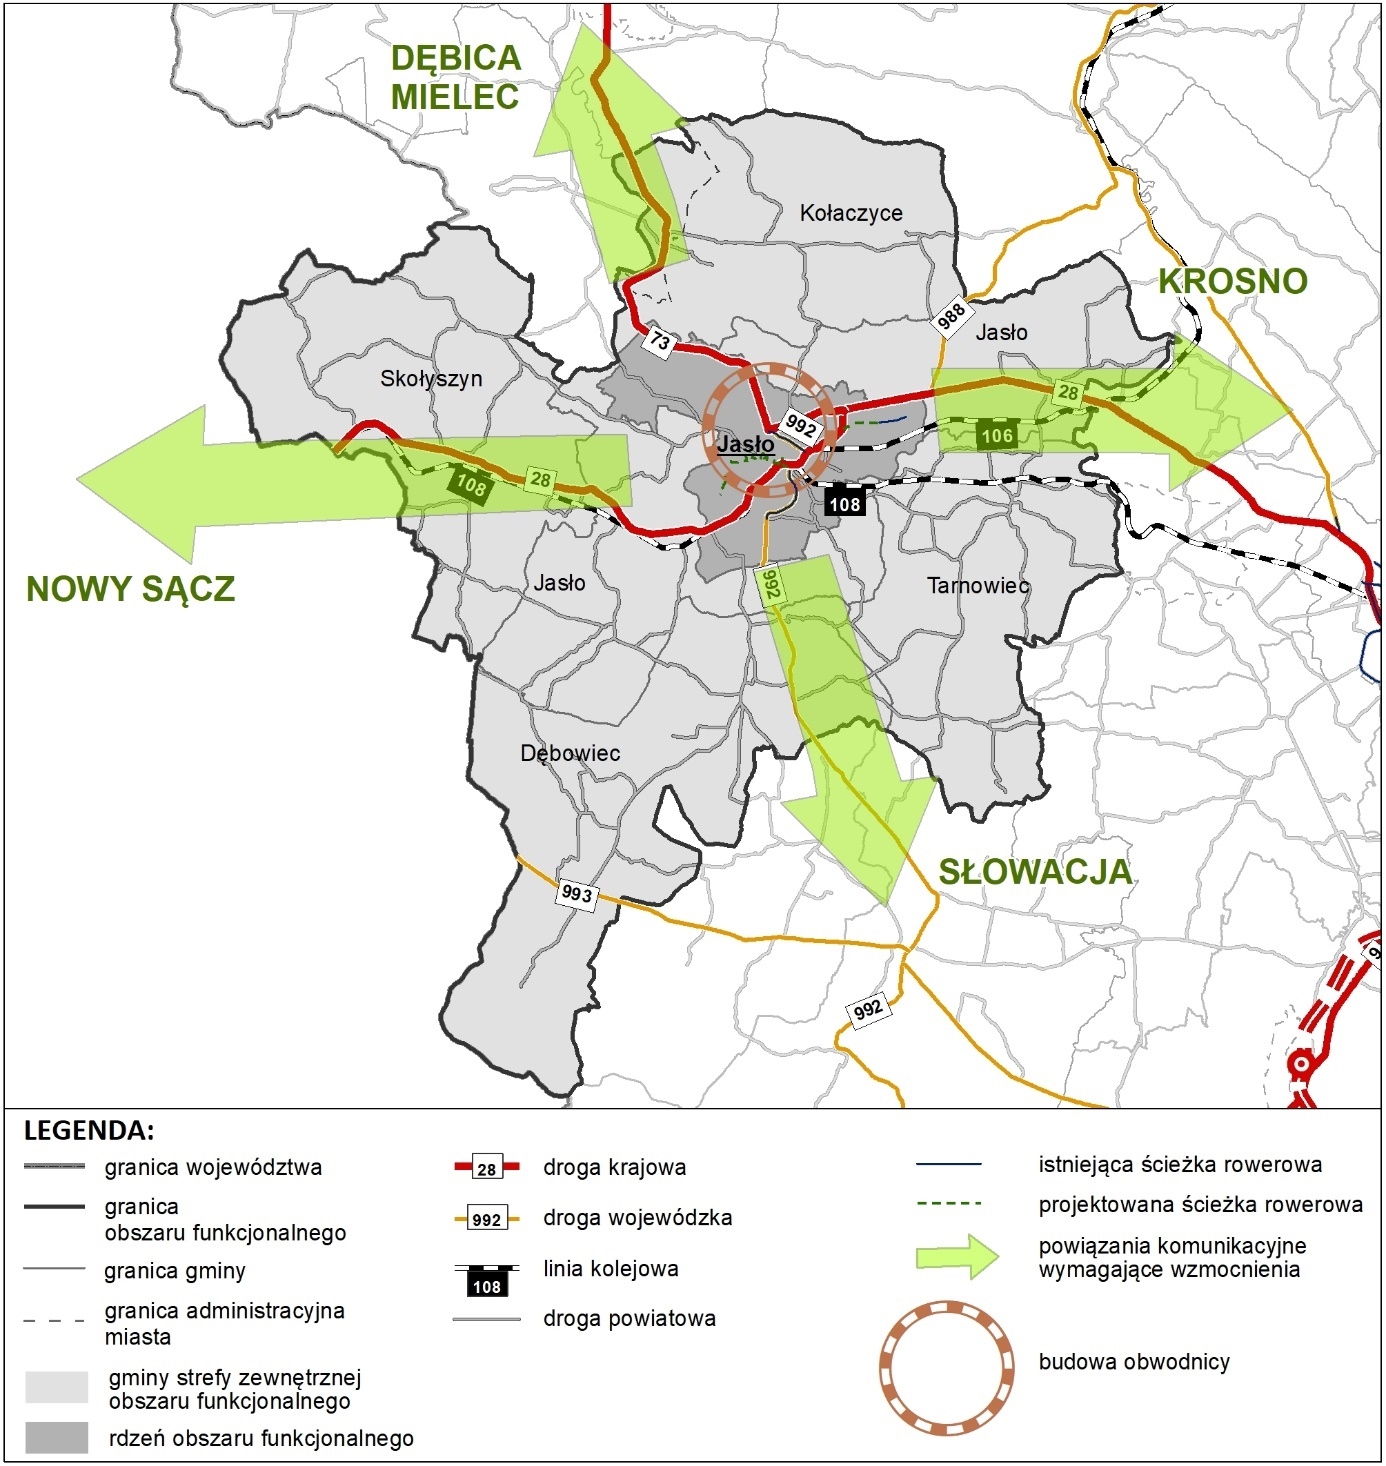 DĘBICA
MIELEC
Kołaczyce
KROSNO
988
Jasło
73
Skołyszyn
28
992
Jasło
106
108
28
108
NOWY SĄCZ
Jasło
992
Tarnowiec
Dębowiec
SŁOWACJA
993
992
LEGENDA:
granica województwa
granica
obszaru funkcjonalnego
granica gminy
granica administracyjna
miasta
gminy strefy zewnętrznej
obszaru funkcjonalnego
rdzeń obszaru funkcjonalnego
28 droga krajowa
992 droga wojewódzka
linia kolejowa
108
droga powiatowa
istniejąca ścieżka rowerowa
projektowana ścieżka rowerowa
powiązania komunikacyjne
wymagające wzmocnienia
budowa obwodnicy